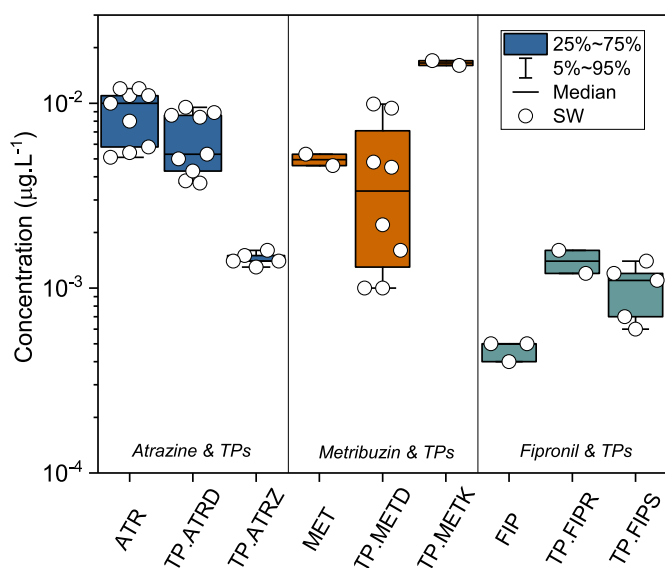 25%~75%
5%~95%
Median
SW
Concentration (µg.L⁻¹)
10⁻²
10⁻³
10⁻⁴
Atrazine & TPs
Metribuzin & TPs
Fipronil & TPs
ATR
TP.ATRD
TP.ATRZ
MET
TP.METD
TP.METK
FIP
TP.FIPR
TP.FIPS